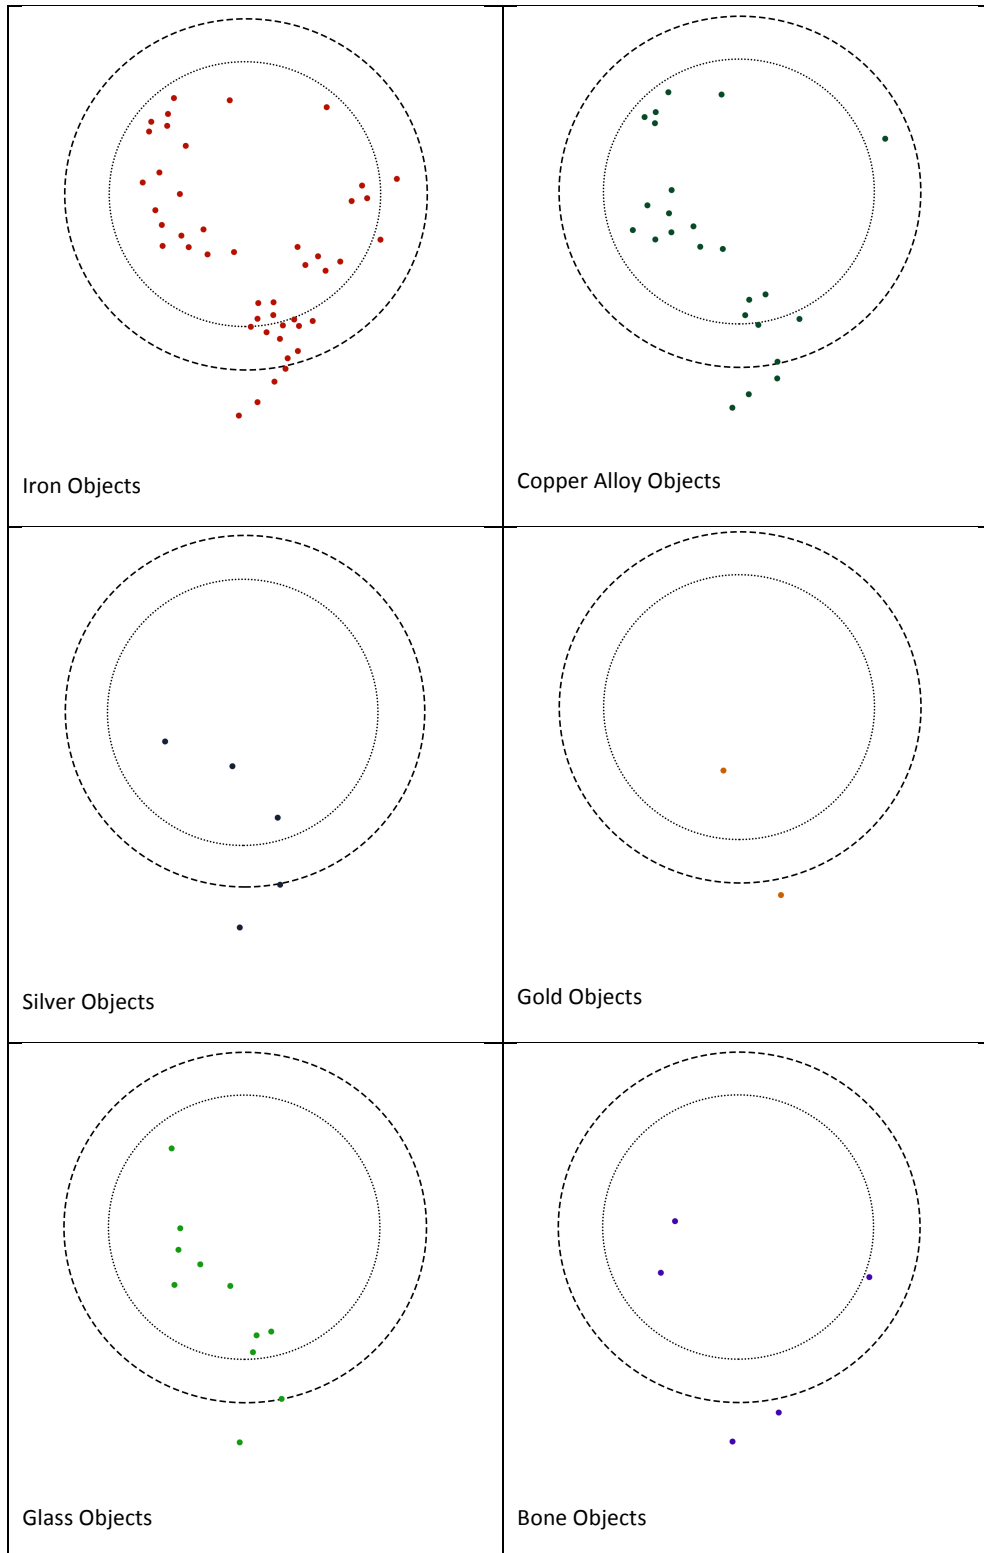 Iron Objects
Copper Alloy Objects
Silver Objects
Gold Objects
Glass Objects
Bone Objects